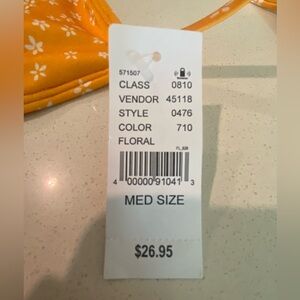 571507
CLASS 0810
VENDOR 45118
STYLE 0476
COLOR 710
FLORAL
4 00000 91041 3
MED SIZE
$26.95